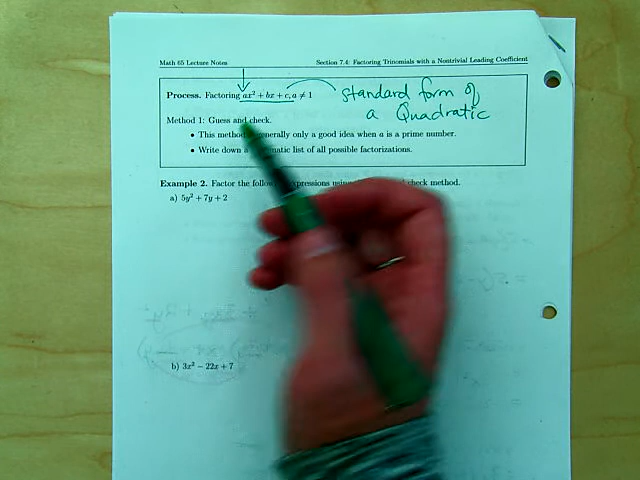 Math 65 Lecture Notes Section 7.4: Factoring Trinomials with a Nontrivial Leading Coefficient
Process. Factoring ax² + bx + c, a ≠ 1 standard form of
a Quadratic
Method 1: Guess and check.
• This method generally only a good idea when a is a prime number.
• Write down a list of all possible factorizations.
Example 2. Factor the expressions check method.
a) 5y² + 7y + 2
b) 3x² − 22x + 7